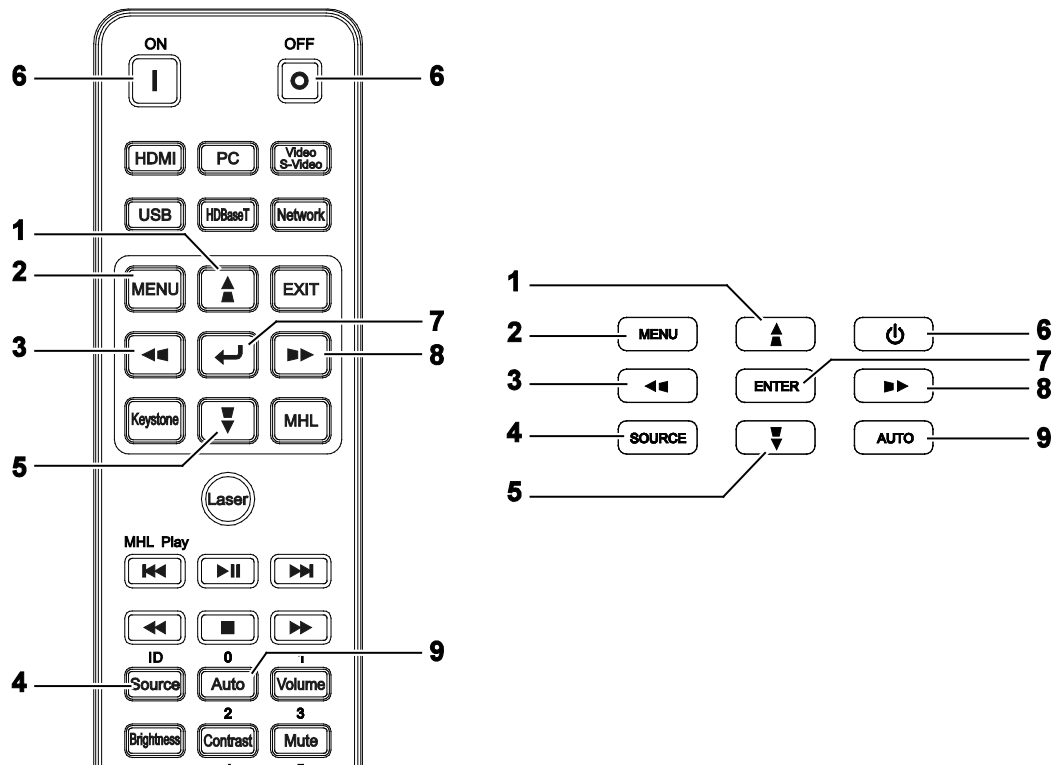 ON OFF
6 6
HDMI PC Video S-Video
USB HDBaseT Network
1
2 MENU EXIT
3 7
8
Keystone MHL
5
Laser
MHL Play
ID 0 1
4 Source Auto Volume 9
2 3
Brightness Contrast Mute
1
2 MENU 6
7
3 ENTER 8
4 SOURCE AUTO 9
5